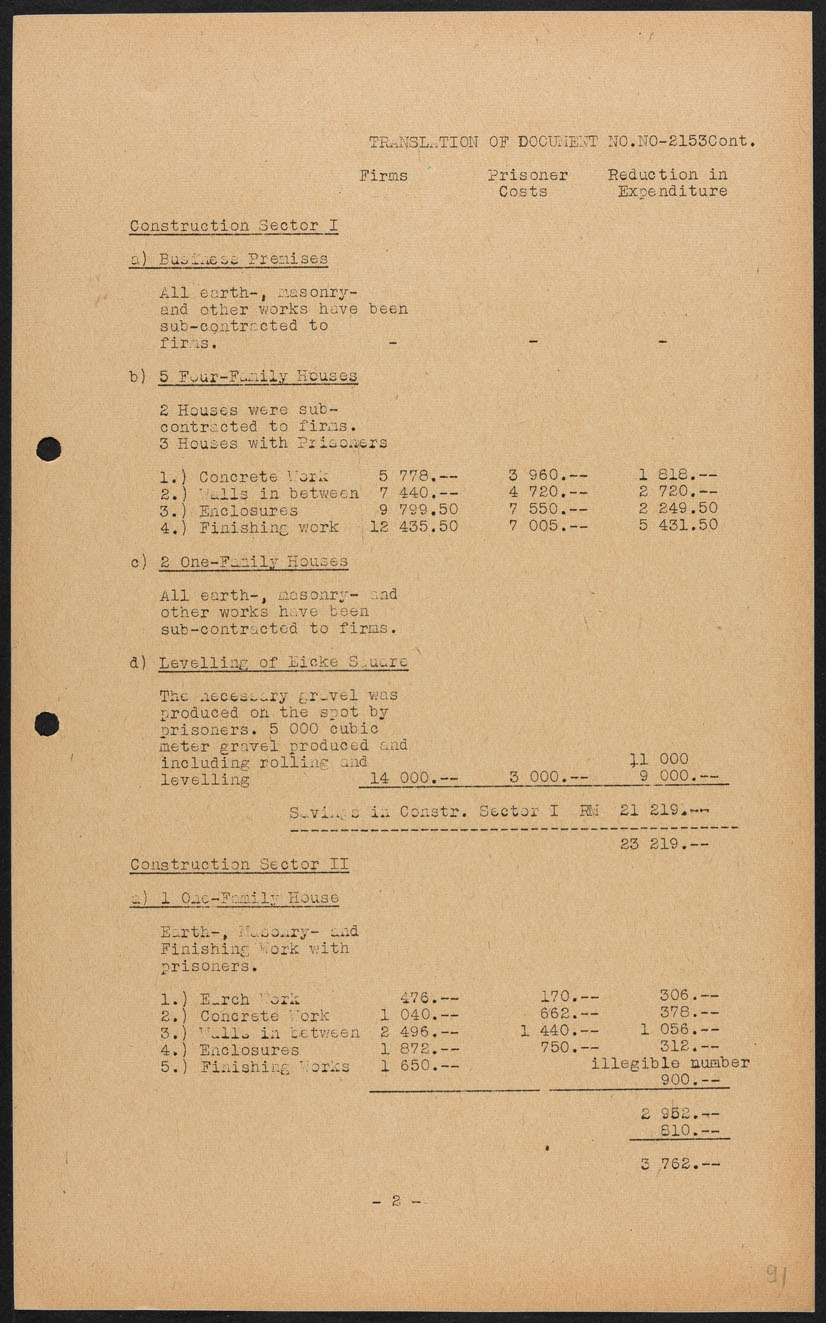 TRANSLATION OF DOCUMENT NO.NO-2153Cont.
Firms Prisoner Reduction in
Costs Expenditure
Construction Sector I
a) Business Premises
All earth-, masonry-
and other works have been
sub-contracted to
firms. - - -
b) 5 Four-Family Houses
2 Houses were sub-
contracted to firms.
3 Houses with Prisoners
1.) Concrete Work 5 778.-- 3 960.-- 1 818.--
2.) Walls in between 7 440.-- 4 720.-- 2 720.--
3.) Enclosures 9 799.50 7 550.-- 2 249.50
4.) Finishing work 12 435.50 7 005.-- 5 431.50
c) 2 One-Family Houses
All earth-, masonry- and
other works have been
sub-contracted to firms.
d) Levelling of Eicke Square
The necessary gravel was
produced on the spot by
prisoners. 5 000 cubic
meter gravel produced and
including rolling and 11 000
levelling 14 000.-- 3 000.-- 9 000.--
Savings in Constr. Sector I RM 21 219.--
23 219.--
Construction Sector II
a) 1 One-Family House
Earth-, Masonry- and
Finishing Work with
prisoners.
1.) Earch Work 476.-- 170.-- 306.--
2.) Concrete Work 1 040.-- 662.-- 378.--
3.) Walls in between 2 496.-- 1 440.-- 1 056.--
4.) Enclosures 1 872.-- 750.-- 312.--
5.) Finishing Works 1 650.-- illegible number
900.--
2 952.--
810.--
3 762.--
- 2 -
91